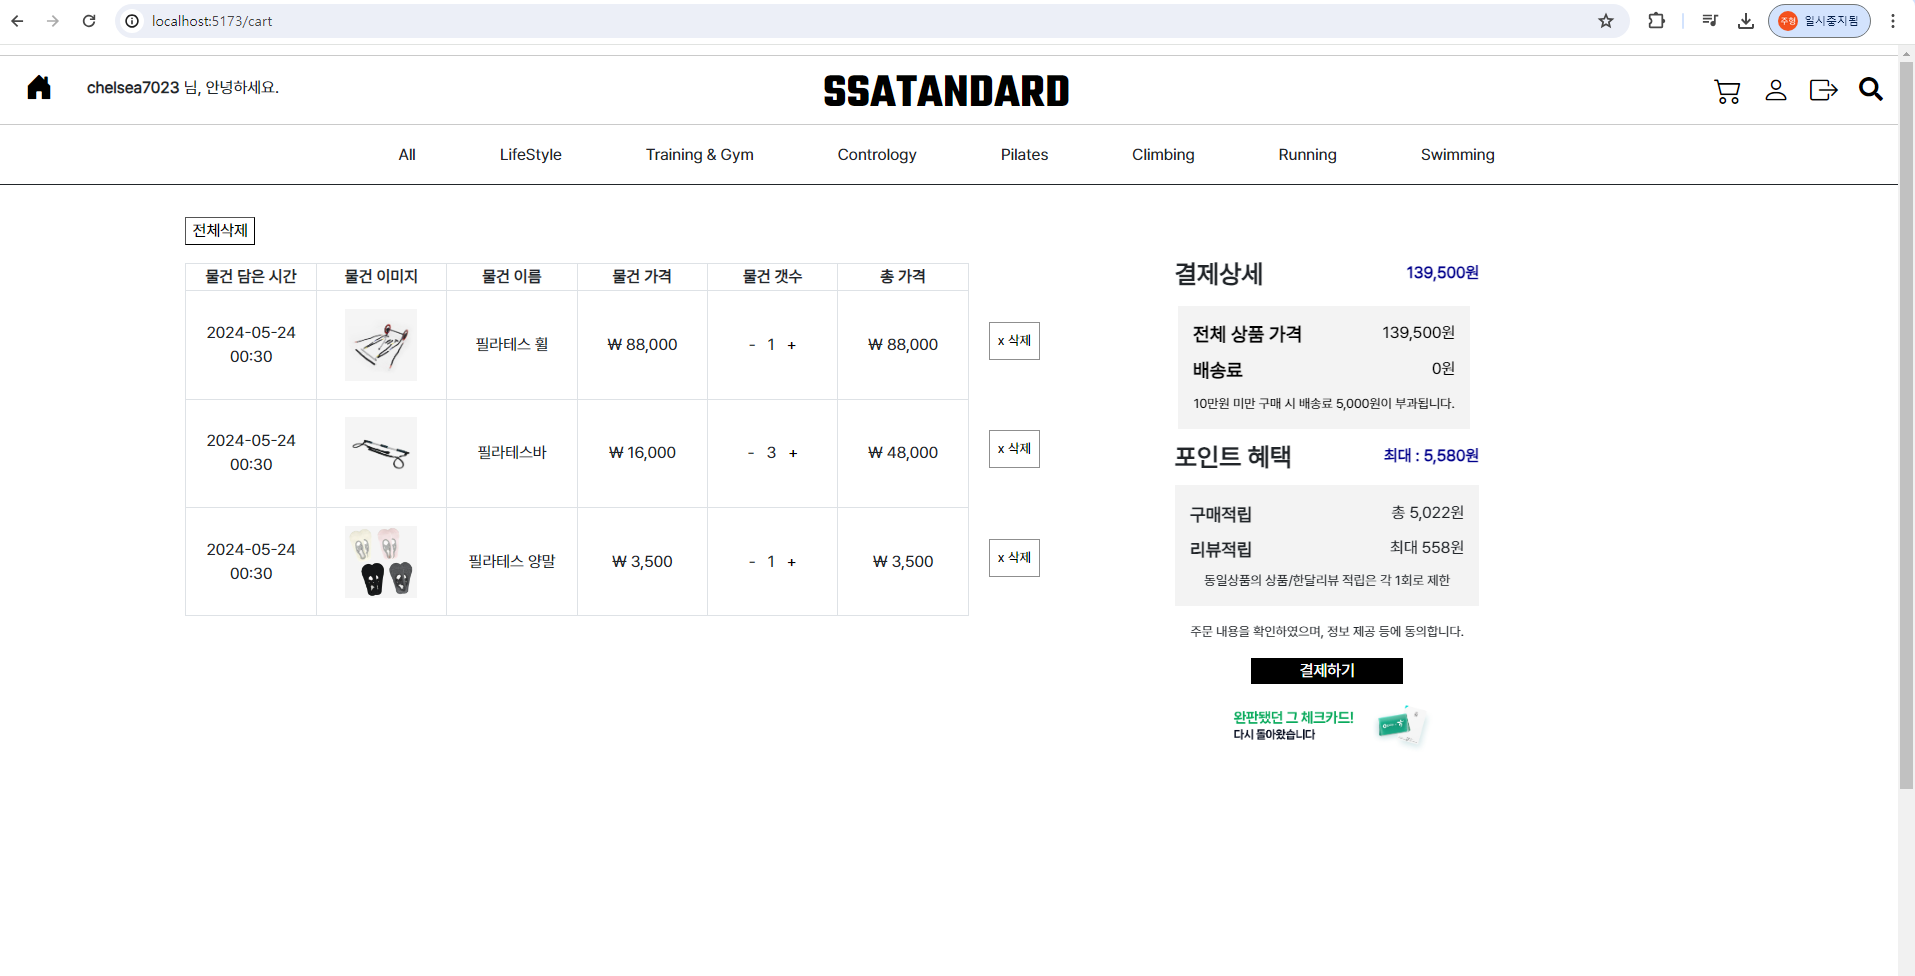 localhost:5173/cart
주형 일시중지됨
chelsea7023 님, 안녕하세요.
SSATANDARD
All LifeStyle Training & Gym Controlgy Pilates Climbing Running Swimming
전체삭제
물건 담은 시간 물건 이미지 물건 이름 물건 가격 물건 갯수 총 가격
2024-05-24
00:30
필라테스 휠 ₩ 88,000 - 1 + ₩ 88,000 x 삭제
2024-05-24
00:30
필라테스바 ₩ 16,000 - 3 + ₩ 48,000 x 삭제
2024-05-24
00:30
필라테스 양말 ₩ 3,500 - 1 + ₩ 3,500 x 삭제
결제상세 139,500원
전체 상품 가격 139,500원
배송료 0원
10만원 미만 구매 시 배송료 5,000원이 부과됩니다.
포인트 혜택 최대 : 5,580원
구매적립 총 5,022원
리뷰적립 최대 558원
동일상품의 상품/한달리뷰 적립은 각 1회로 제한
주문 내용을 확인하였으며, 정보 제공 등에 동의합니다.
결제하기
완판됐던 그 체크카드!
다시 돌아왔습니다